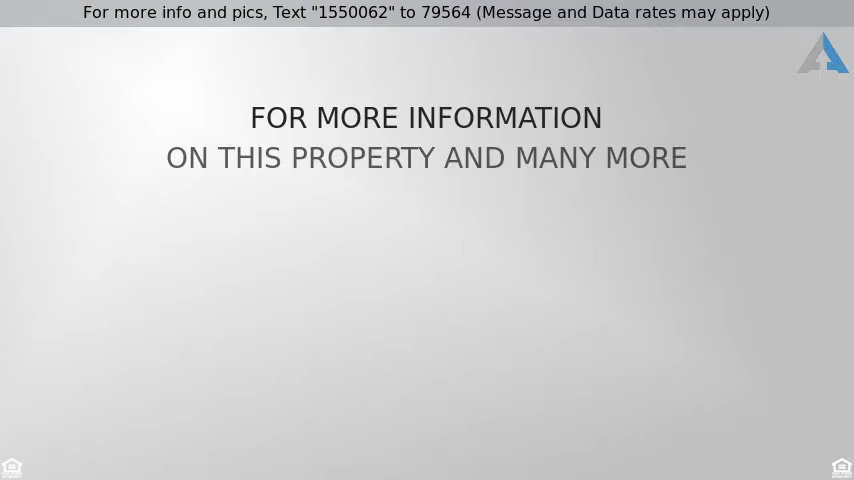 For more info and pics, Text "1550062" to 79564 (Message and Data rates may apply)
FOR MORE INFORMATION
ON THIS PROPERTY AND MANY MORE